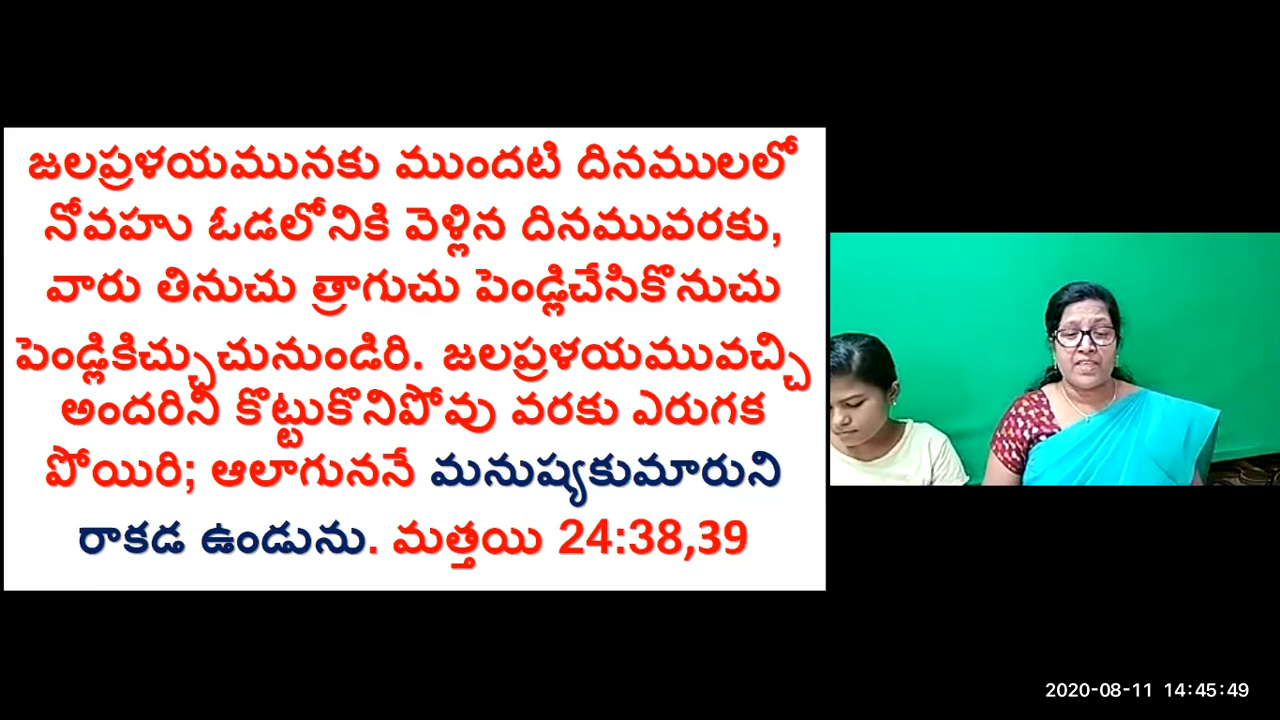 జలప్రళయమునకు ముందటి దినములలో
నోవహు ఓడలోనికి వెళ్లిన దినమువరకు,
వారు తినుచు త్రాగుచు పెండ్లిచేసికొనుచు
పెండ్లికిచ్చుచునుండిరి. జలప్రళయమువచ్చి
అందరిని కొట్టుకొనిపోవు వరకు ఎరుగక
పోయిరి; ఆలాగుననే మనుష్యకుమారుని
రాకడ ఉండును. మత్తయి 24:38,39
2020-08-11 14:45:49